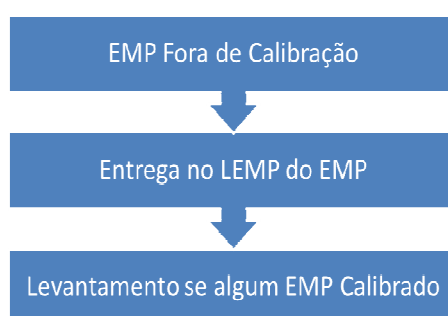 EMP Fora de Calibração
Entrega no LEMP do EMP
Levantamento se algum EMP Calibrado